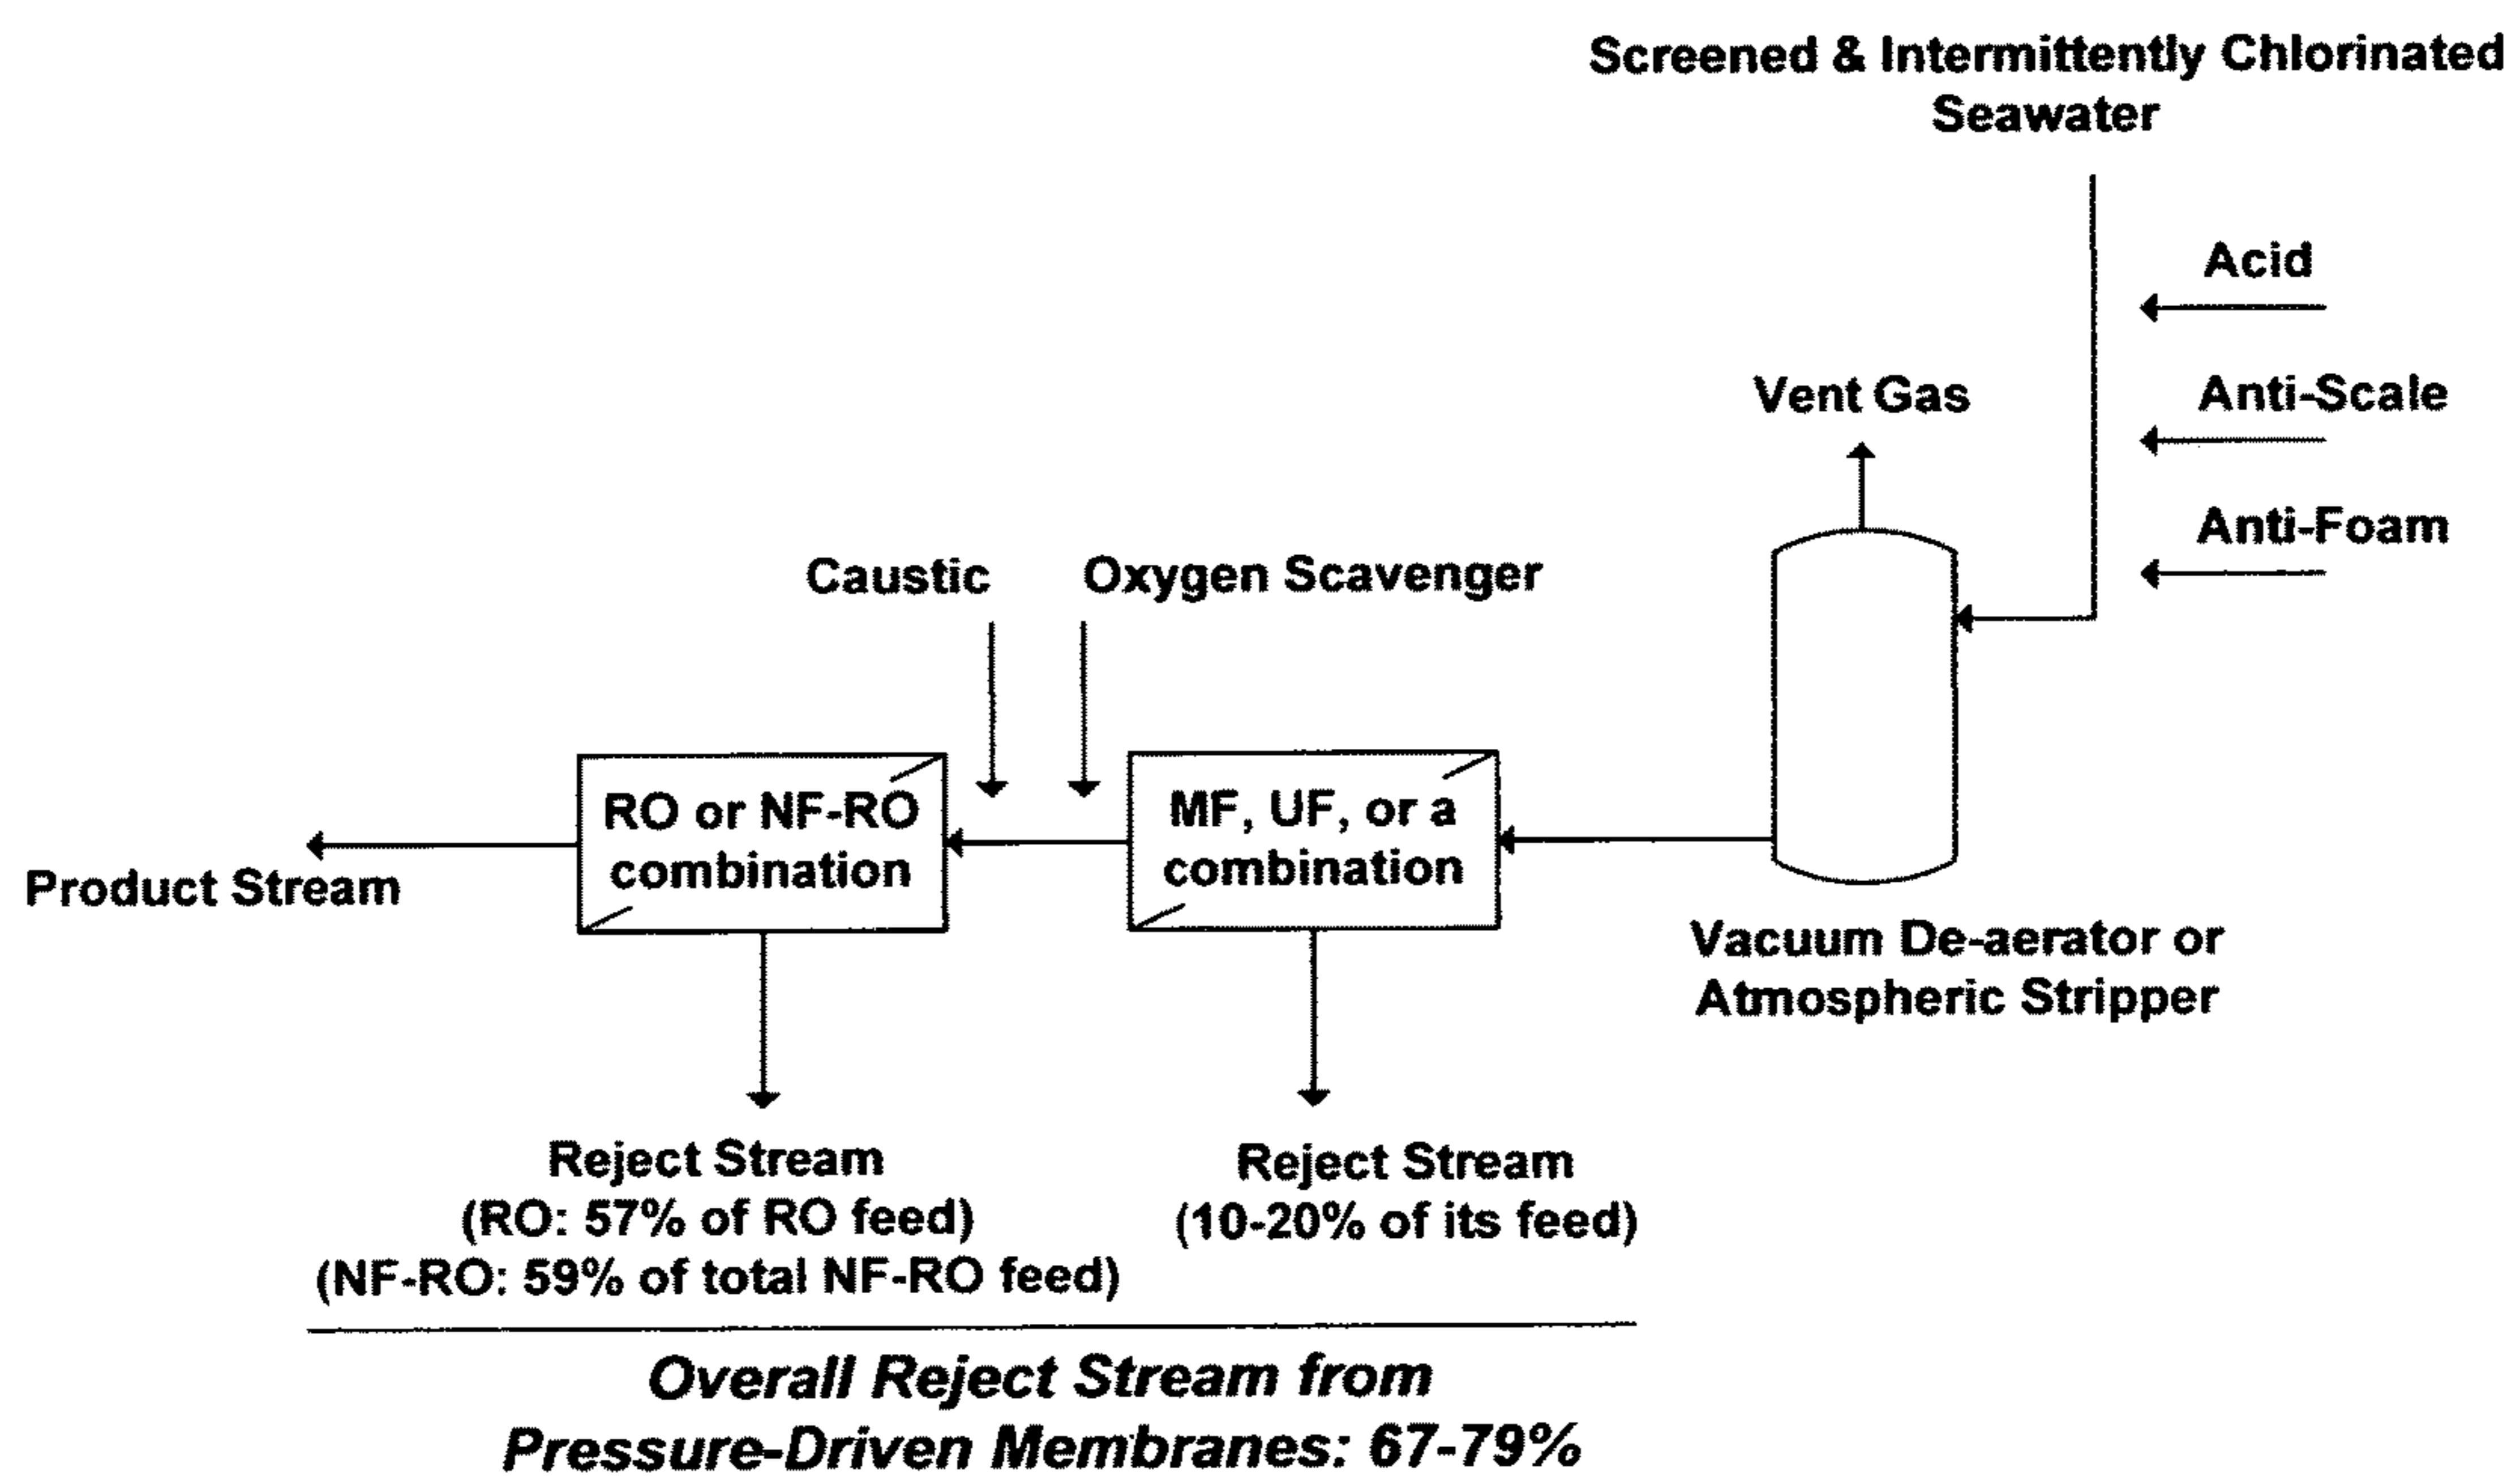 Screened & Intermittently Chlorinated
Seawater
Acid
Vent Gas
Anti-Scale
Anti-Foam
Caustic
Oxygen Scavenger
RO or NF-RO
combination
MF, UF, or a
combination
Product Stream
Vacuum De-aerator or
Atmospheric Stripper
Reject Stream
(RO: 57% of RO feed)
(NF-RO: 59% of total NF-RO feed)
Reject Stream
(10-20% of its feed)
Overall Reject Stream from
Pressure-Driven Membranes: 67-79%